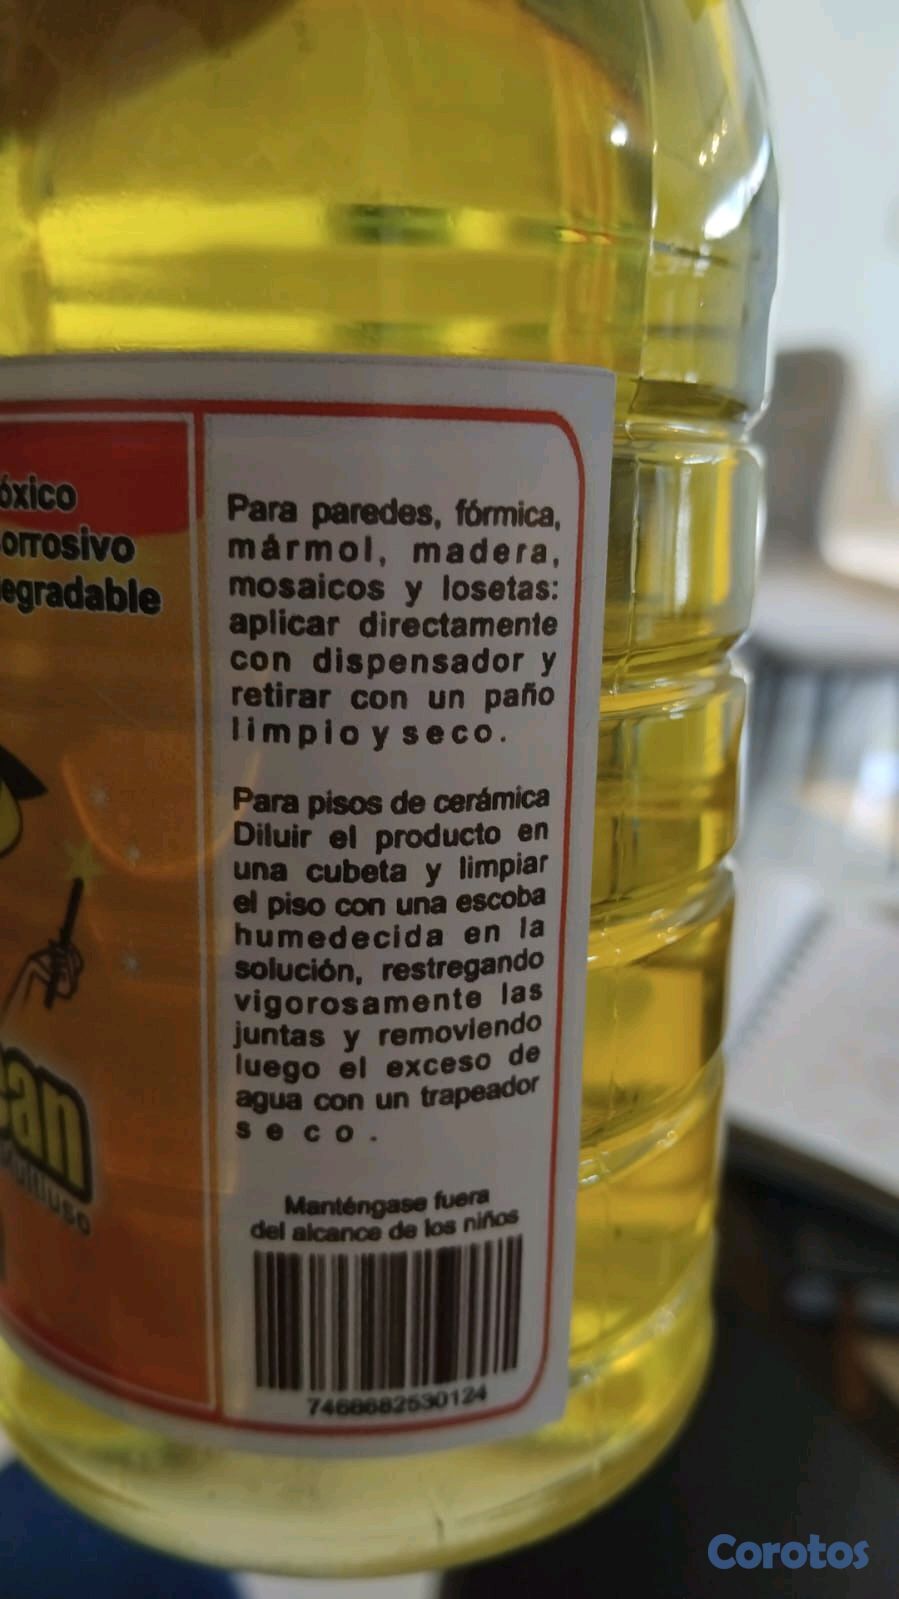 óxico
orrosivo
degradable
an
multiuso
Para paredes, fórmica,
mármol, madera,
mosaicos y losetas:
aplicar directamente
con dispensador y
retirar con un paño
limpio y seco.
Para pisos de cerámica
Diluir el producto en
una cubeta y limpiar
el piso con una escoba
humedecida en la
solución, restregando
vigorosamente las
juntas y removiendo
luego el exceso de
agua con un trapeador
seco.
Manténgase fuera
del alcance de los niños
Corotos